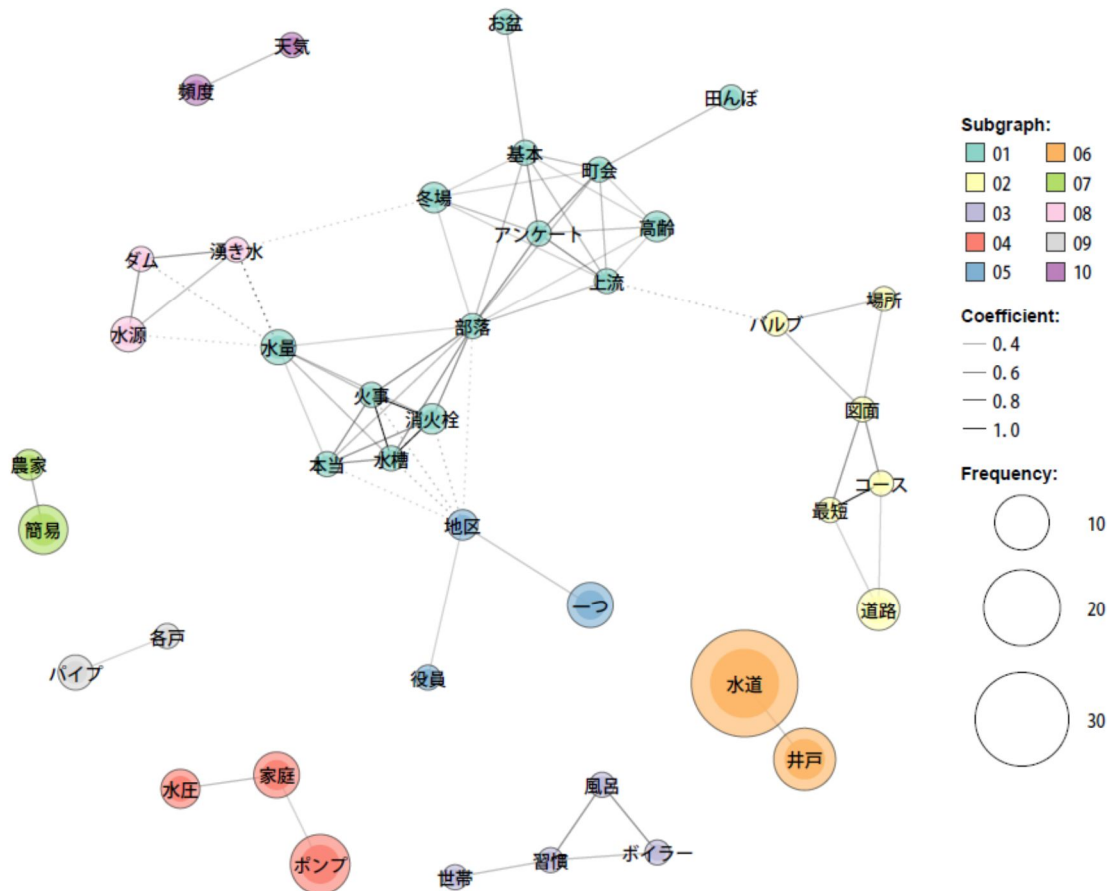 お盆
天気
頻度
田んぼ
基本
町会
冬場
アンケート
高齢
湧き水
ダム
上流
場所
バルブ
水源
水量
部落
火事
消火栓
図面
本当
水槽
農家
コース
最短
簡易
地区
一つ
道路
各戸
パイプ
役員
水道
井戸
家庭
水圧
風呂
ポンプ
習慣
ボイラー
世帯
Subgraph:
01 06
02 07
03 08
04 09
05 10
Coefficient:
0.4
0.6
0.8
1.0
Frequency:
10
20
30